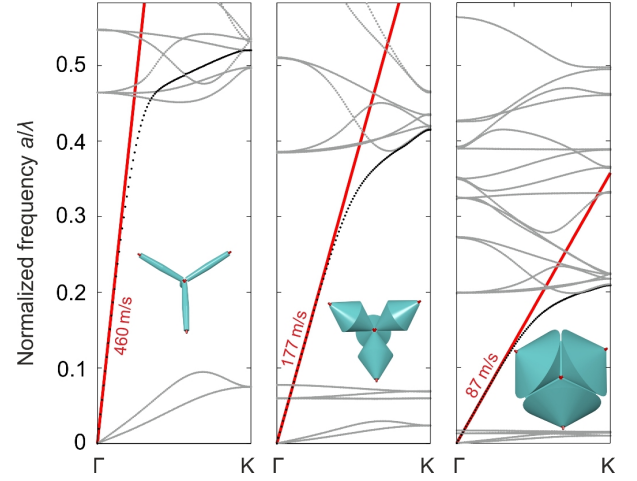 Normalized frequency a/λ
0.5
0.4
0.3
0.2
0.1
0
460 m/s
177 m/s
87 m/s
Γ K Γ K Γ K